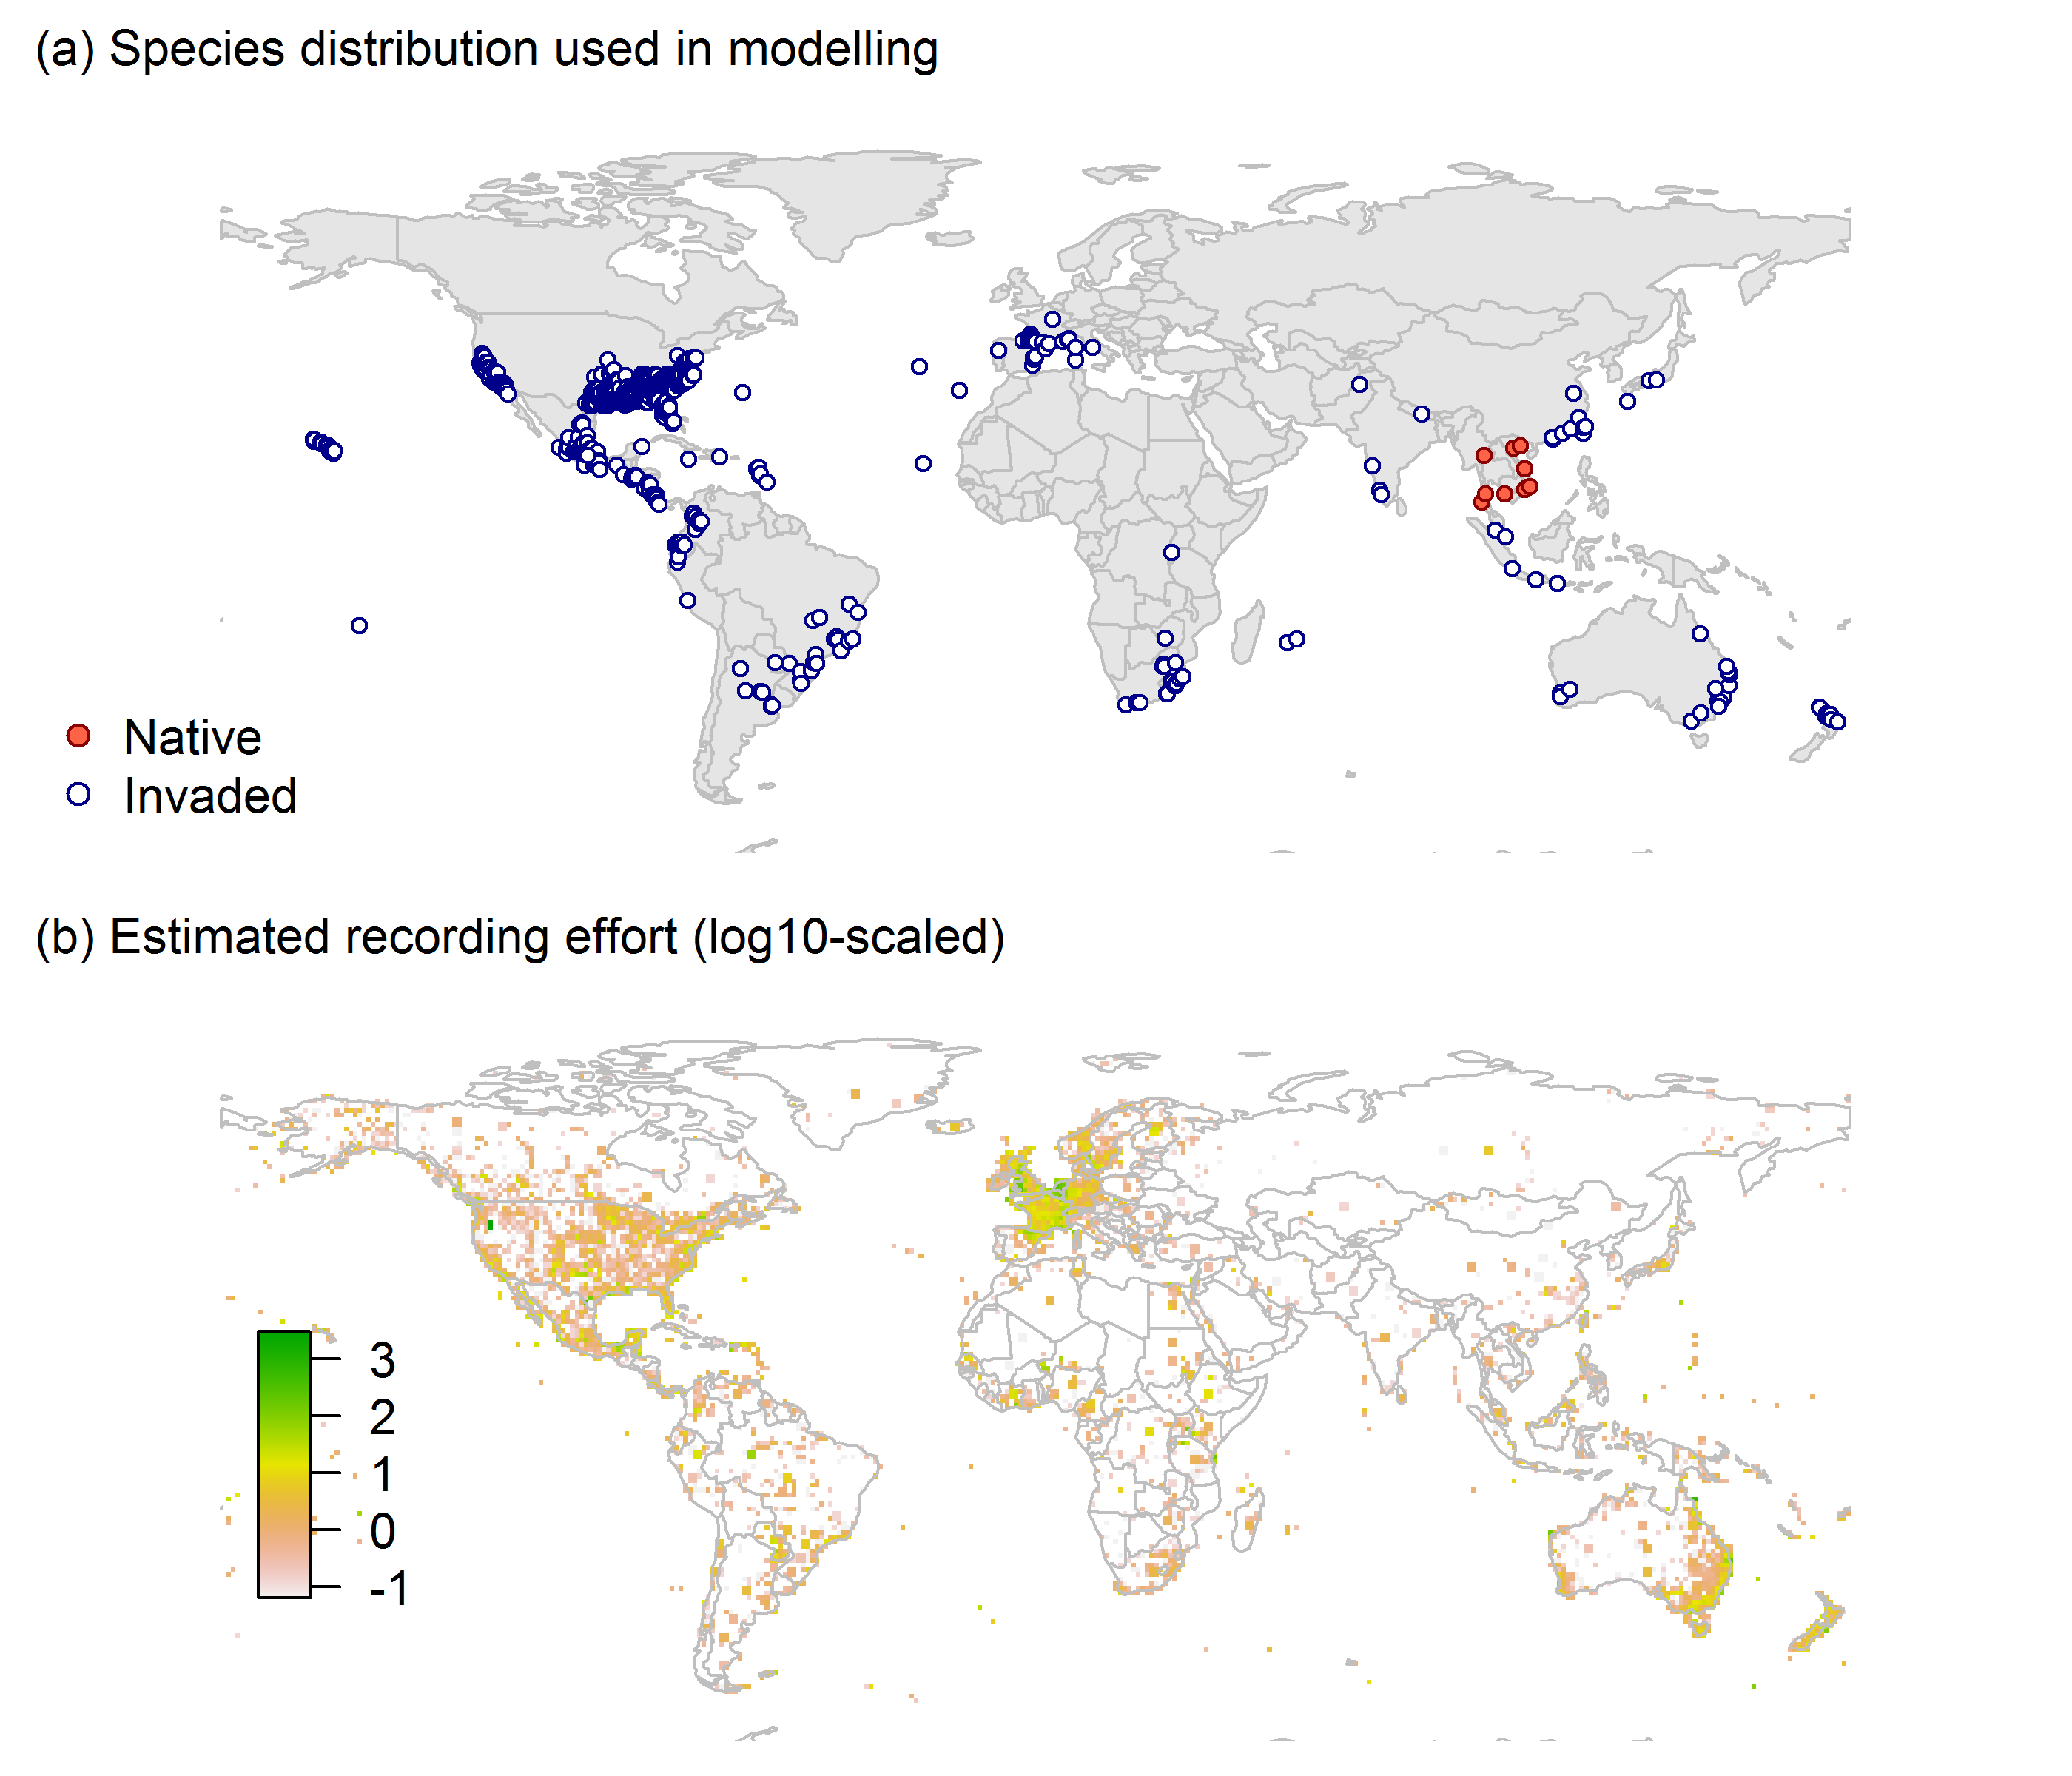 (a) Species distribution used in modelling
Native
Invaded
(b) Estimated recording effort (log10-scaled)
3
2
1
0
-1